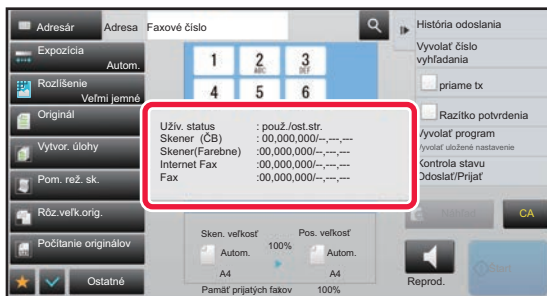 Adresár
Adresa
Faxové číslo
Expozícia
Autom.
Rozlíšenie
Veľmi jemné
Originál
Vytvor. úlohy
Pom. rež. sk.
Rôz.veľk.orig.
Počítanie originálov
Ostatné
1
2
ABC
3
DEF
4
5
6
Užív. status : použ./ost.str.
Skener (ČB) : 00,000,000/--,---,---
Skener(Farebne) :00,000,000/--,---,---
Internet Fax :00,000,000/--,---,---
Fax :00,000,000/--,---,---
Sken. veľkosť
Pos. veľkosť
100%
Autom.
Autom.
A4
A4
Pamäť prijatých fakov 100%
História odoslania
Vyvolať číslo
vyhľadania
priame tx
Razítko potvrdenia
Vyvolať program
Vyvolať uložené nastavenie
Kontrola stavu
Odoslať/Prijať
CA
Reprod.
Start